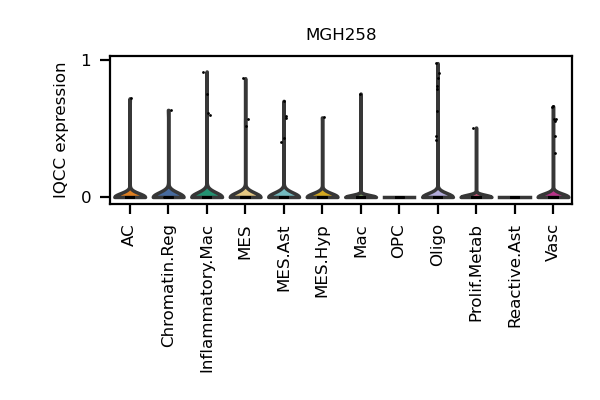 MGH258
IQCC expression
1
0
AC
Chromatin.Reg
Inflammatory.Mac
MES
MES.Ast
MES.Hyp
Mac
OPC
Oligo
Prolif.Metab
Reactive.Ast
Vasc